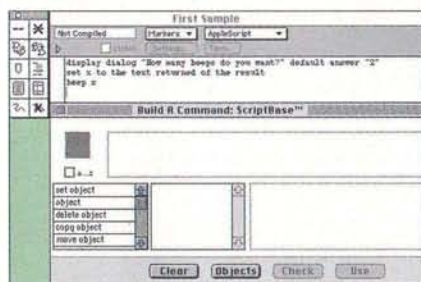 First Sample
Not Compiled
Markers
AppleScript
display dialog "How many beeps do you want?" default answer "2"
set x to the text returned of the result
beep x
Build A Command: ScriptBase™
a...z
set object
object
delete object
copy object
move object
Clear
Objects
Check
Use